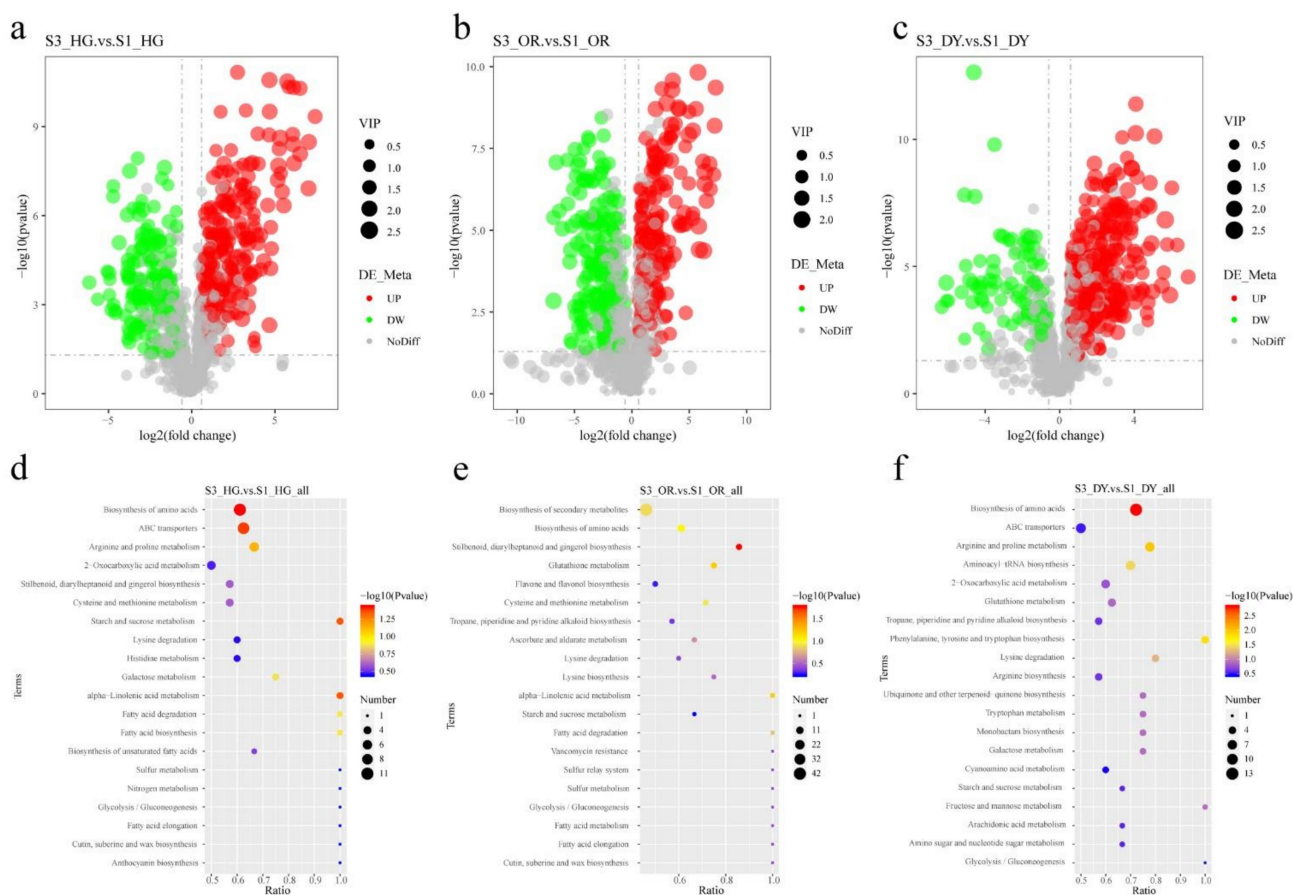 a
S3_HG.vs.S1_HG
−log10(pvalue)
9
6
3
0
−5
0
5
log2(fold change)
VIP
0.5
1.0
1.5
2.0
2.5
DE_Meta
UP
DW
NoDiff
b
S3_OR.vs.S1_OR
−log10(pvalue)
10.0
7.5
5.0
2.5
0.0
−10
−5
0
5
log2(fold change)
VIP
0.5
1.0
1.5
2.0
DE_Meta
UP
DW
NoDiff
c
S3_DY.vs.S1_DY
−log10(pvalue)
10
5
0
−4
0
4
log2(fold change)
VIP
0.5
1.0
1.5
2.0
2.5
DE_Meta
UP
DW
NoDiff
d
S3_HG.vs.S1_HG_all
Terms
Biosynthesis of amino acids
ABC transporters
Arginine and proline metabolism
2−Oxocarboxylic acid metabolism
Stilbenoid, diarylheptanoid and gingerol biosynthesis
Cysteine and methionine metabolism
Starch and sucrose metabolism
Lysine degradation
Histidine metabolism
Galactose metabolism
alpha−Linolenic acid metabolism
Fatty acid degradation
Fatty acid biosynthesis
Biosynthesis of unsaturated fatty acids
Sulfur metabolism
Nitrogen metabolism
Glycolysis / Gluconeogenesis
Fatty acid elongation
Cutin, suberine and wax biosynthesis
Anthocyanin biosynthesis
0.5
0.6
0.7
0.8
0.9
1.0
Ratio
−log10(Pvalue)
1.25
1.00
0.75
0.50
Number
1
4
6
8
11
e
S3_OR.vs.S1_OR_all
Terms
Biosynthesis of secondary metabolites
Biosynthesis of amino acids
Stilbenoid, diarylheptanoid and gingerol biosynthesis
Glutathione metabolism
Flavone and flavonol biosynthesis
Cysteine and methionine metabolism
Tropane, piperidine and pyridine alkaloid biosynthesis
Ascorbate and aldarate metabolism
Lysine degradation
Lysine biosynthesis
alpha−Linolenic acid metabolism
Starch and sucrose metabolism
Fatty acid degradation
Vancomycin resistance
Sulfur relay system
Sulfur metabolism
Glycolysis / Gluconeogenesis
Fatty acid metabolism
Fatty acid elongation
Cutin, suberine and wax biosynthesis
0.6
0.8
1.0
Ratio
−log10(Pvalue)
1.5
1.0
0.5
Number
1
11
22
32
42
f
S3_DY.vs.S1_DY_all
Terms
Biosynthesis of amino acids
ABC transporters
Arginine and proline metabolism
Aminoacyl−tRNA biosynthesis
2−Oxocarboxylic acid metabolism
Glutathione metabolism
Tropane, piperidine and pyridine alkaloid biosynthesis
Phenylalanine, tyrosine and tryptophan biosynthesis
Lysine degradation
Arginine biosynthesis
Ubiquinone and other terpenoid−quinone biosynthesis
Tryptophan metabolism
Monobactam biosynthesis
Galactose metabolism
Cyanoamino acid metabolism
Starch and sucrose metabolism
Fructose and mannose metabolism
Arachidonic acid metabolism
Amino sugar and nucleotide sugar metabolism
Glycolysis / Gluconeogenesis
0.5
0.6
0.7
0.8
0.9
1.0
Ratio
−log10(Pvalue)
2.5
2.0
1.5
1.0
0.5
Number
1
4
7
10
13